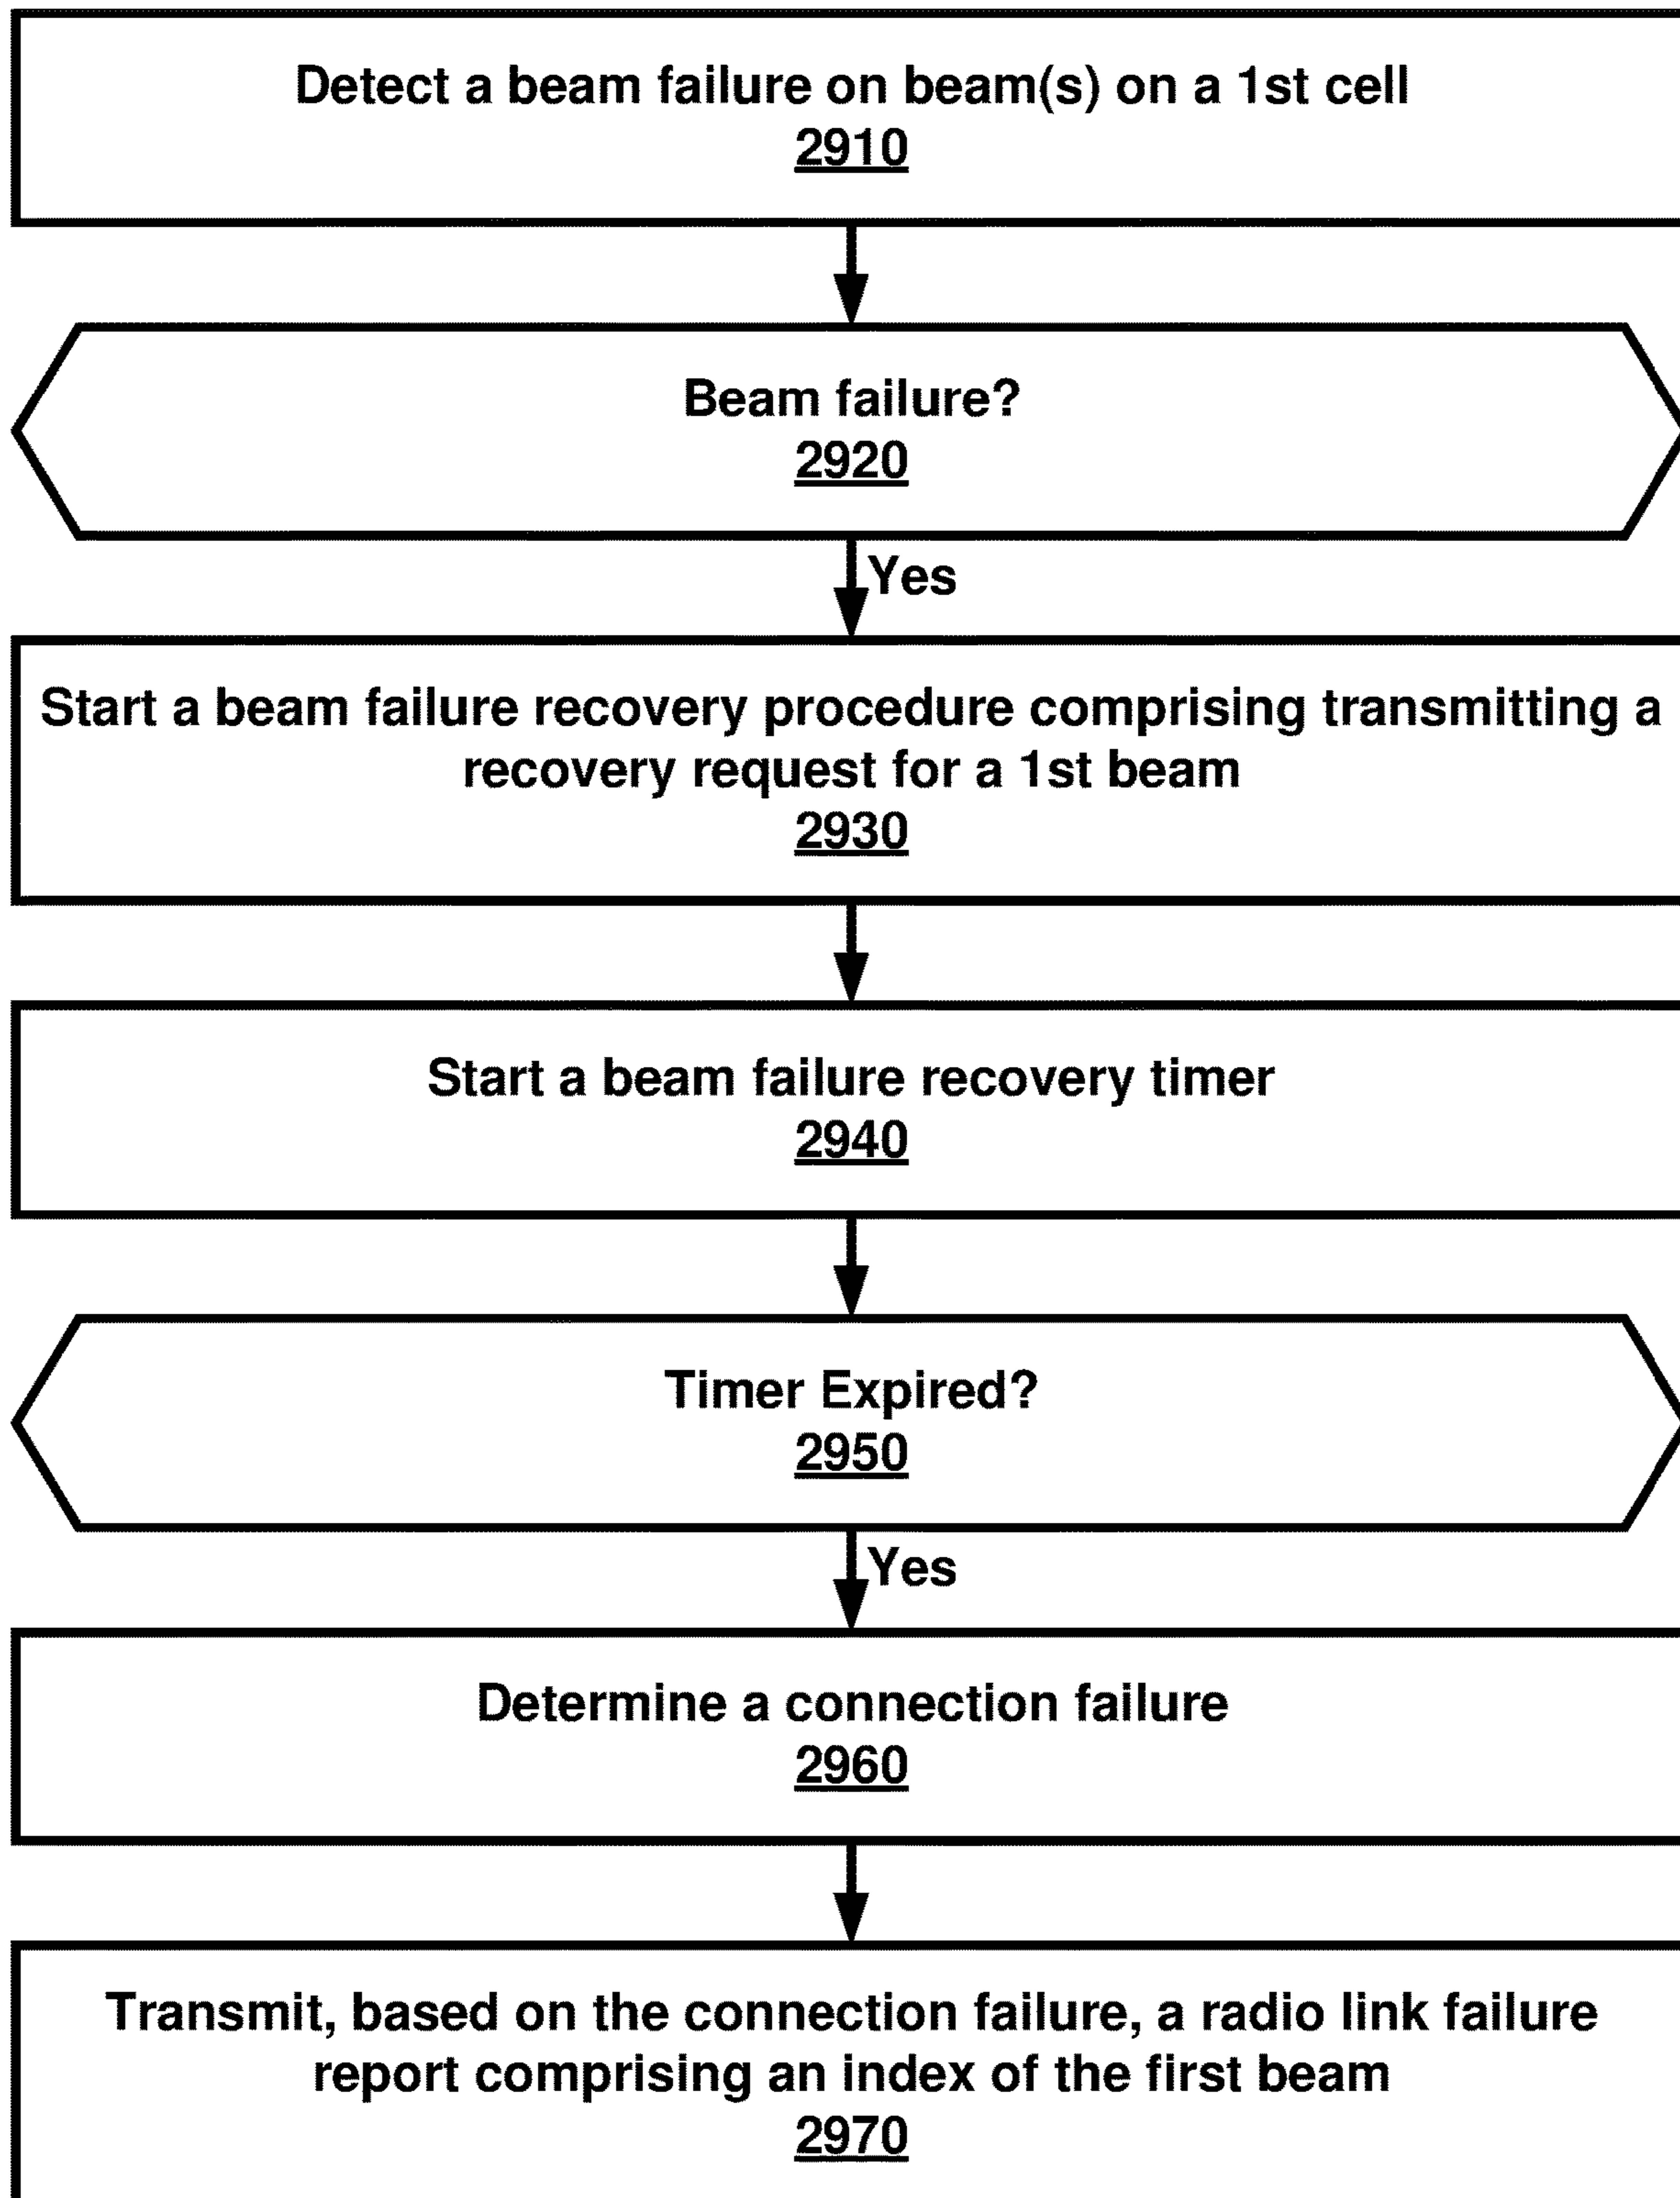 Detect a beam failure on beam(s) on a 1st cell
2910
Beam failure?
2920
Yes
Start a beam failure recovery procedure comprising transmitting a
recovery request for a 1st beam
2930
Start a beam failure recovery timer
2940
Timer Expired?
2950
Yes
Determine a connection failure
2960
Transmit, based on the connection failure, a radio link failure
report comprising an index of the first beam
2970